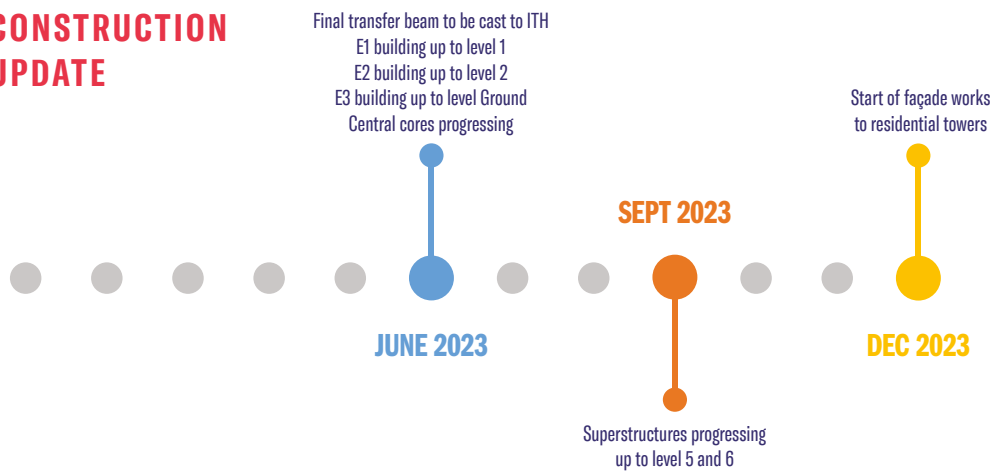 CONSTRUCTION
UPDATE
Final transfer beam to be cast to ITH
E1 building up to level 1
E2 building up to level 2
E3 building up to level Ground
Central cores progressing
Start of façade works
to residential towers
SEPT 2023
JUNE 2023
DEC 2023
Superstructures progressing
up to level 5 and 6